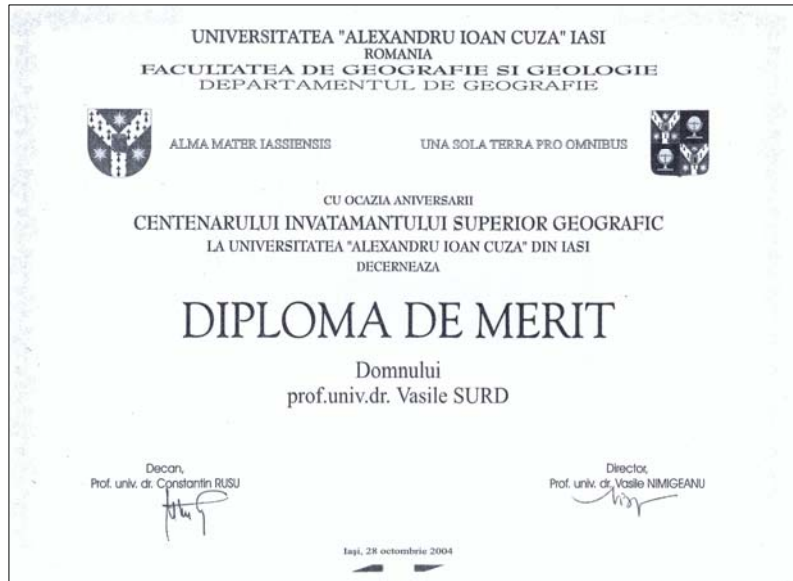 UNIVERSITATEA "ALEXANDRU IOAN CUZA" IASI
ROMANIA
FACULTATEA DE GEOGRAFIE SI GEOLOGIE
DEPARTAMENTUL DE GEOGRAFIE
ALMA MATER IASSIENSIS
UNA SOLA TERRA PRO OMNIBUS
CU OCAZIA ANIVERSARII
CENTENARULUI INVATAMANTULUI SUPERIOR GEOGRAFIC
LA UNIVERSITATEA "ALEXANDRU IOAN CUZA" DIN IASI
DECERNEAZA
DIPLOMA DE MERIT
Domnului
prof.univ.dr. Vasile SURD
Decan,
Prof. univ. dr. Constantin RUSU
Director,
Prof. univ. dr. Vasile NIMIGEANU
Iaşi, 28 octombrie 2004